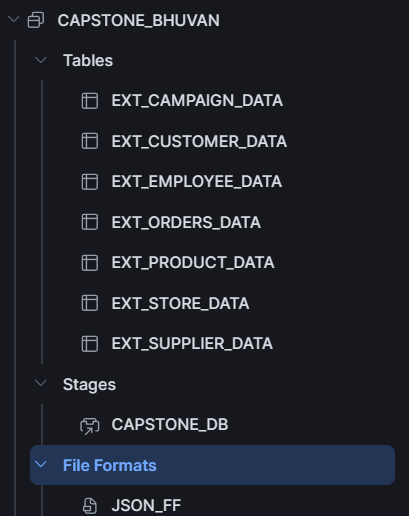 CAPSTONE_BHUVAN
Tables
EXT_CAMPAIGN_DATA
EXT_CUSTOMER_DATA
EXT_EMPLOYEE_DATA
EXT_ORDERS_DATA
EXT_PRODUCT_DATA
EXT_STORE_DATA
EXT_SUPPLIER_DATA
Stages
CAPSTONE_DB
File Formats
JSON_FF